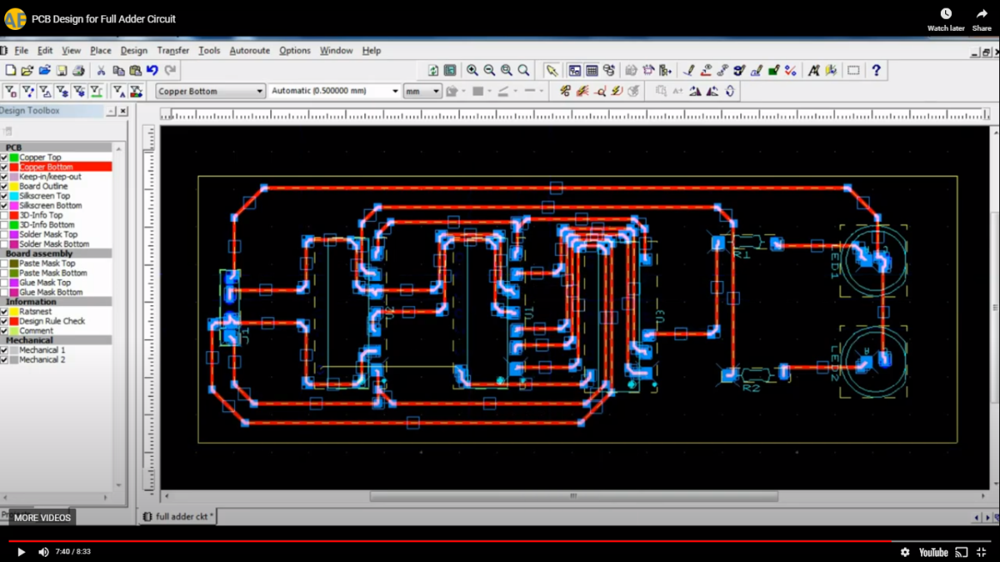 AE PCB Design for Full Adder Circuit
Watch later Share
File Edit View Place Design Transfer Tools Autoroute Options Window Help
Copper Bottom Automatic (0.500000 mm) mm
Design Toolbox
PCB
Copper Top
Copper Bottom
Keep-in/keep-out
Board Outline
Silkscreen Top
Silkscreen Bottom
3D-Info Top
3D-Info Bottom
Solder Mask Top
Solder Mask Bottom
Board assembly
Paste Mask Top
Paste Mask Bottom
Glue Mask Top
Glue Mask Bottom
Information
Ratsnest
Design Rule Check
Comment
Mechanical
Mechanical 1
Mechanical 2
R1
LED1
U2
J1
LED2
R2
MORE VIDEOS
full adder ckt *
7:40 / 8:33
YouTube